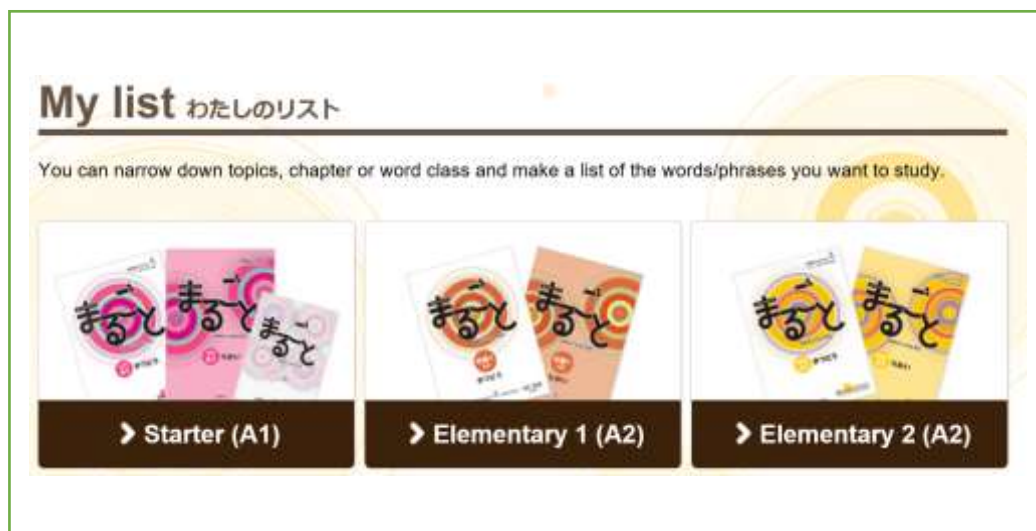 My list わたしのリスト
You can narrow down topics, chapter or word class and make a list of the words/phrases you want to study.
まるごと まるごと まるごと
まるごと まるごと
まるごと まるごと
Starter (A1)
Elementary 1 (A2)
Elementary 2 (A2)